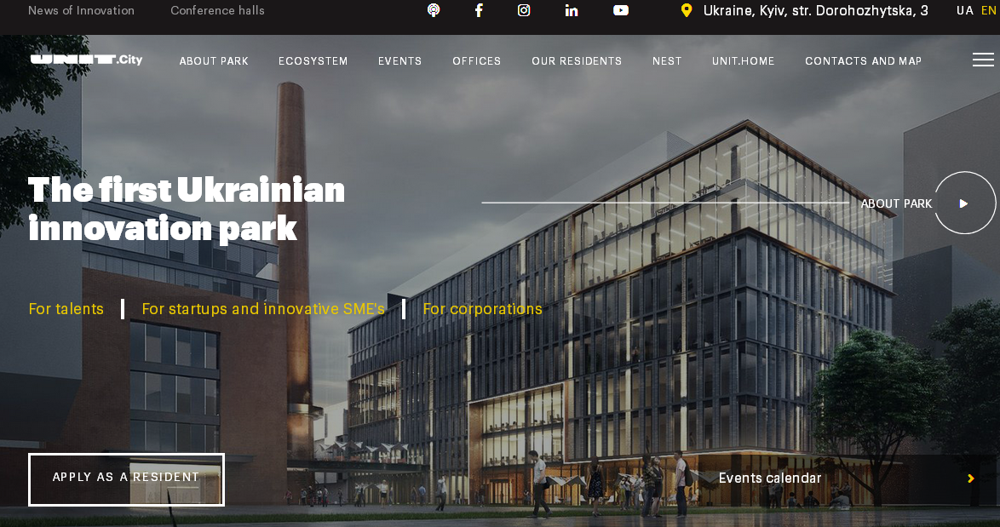 News of Innovation Conference halls Ukraine, Kyiv, str. Dorohozhytska, 3 UA EN
UNIT.City ABOUT PARK ECOSYSTEM EVENTS OFFICES OUR RESIDENTS NEST UNIT.HOME CONTACTS AND MAP
The first Ukrainian
innovation park
ABOUT PARK
For talents For startups and innovative SME's For corporations
APPLY AS A RESIDENT
Events calendar